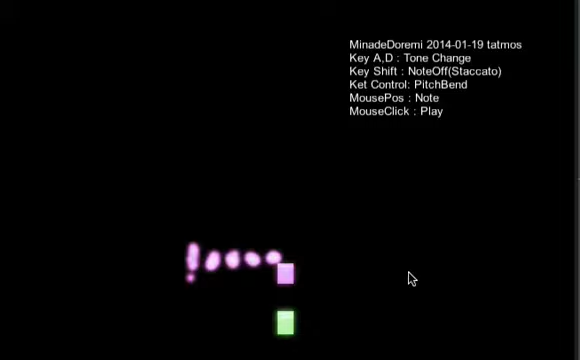 MinadeDoremi 2014-01-19 tatmos
Key A,D : Tone Change
Key Shift : NoteOff(Staccato)
Ket Control: PitchBend
MousePos : Note
MouseClick : Play